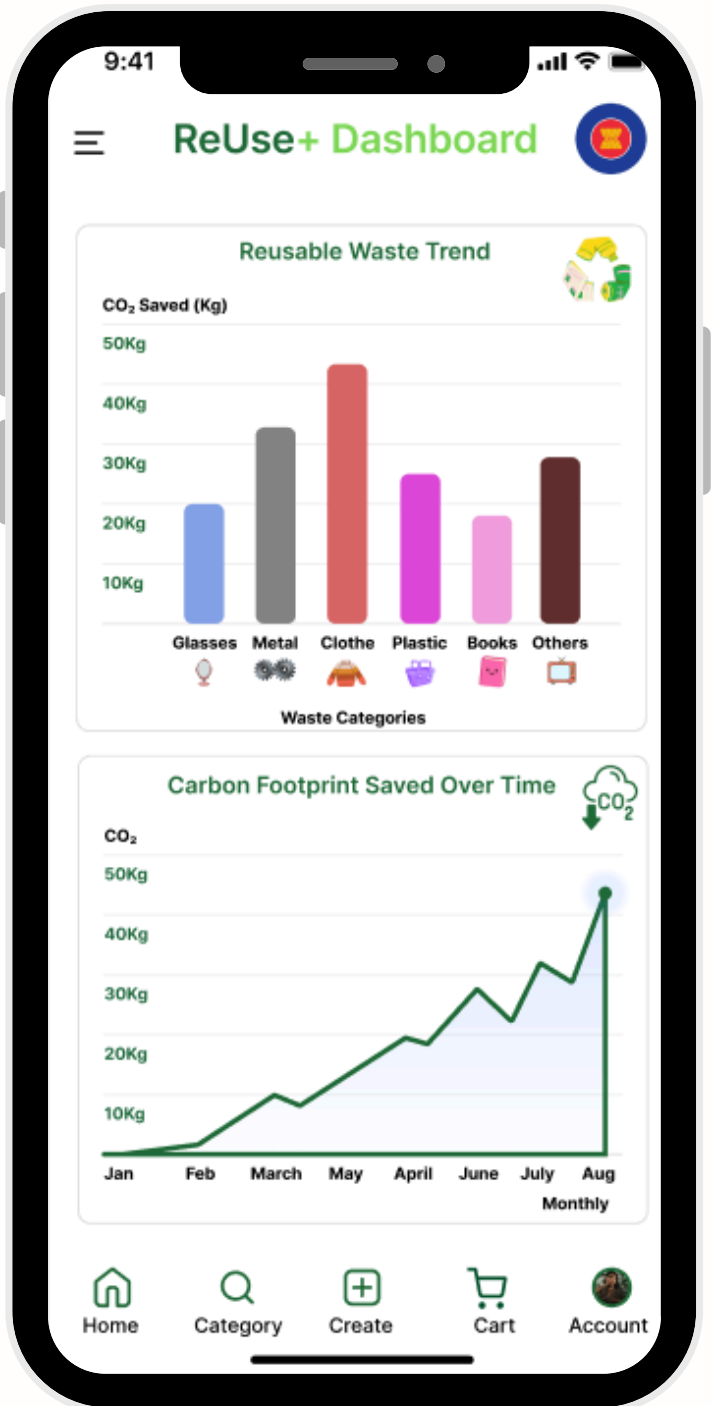 9:41
ReUse+ Dashboard
Reusable Waste Trend
CO₂ Saved (Kg)
50Kg
40Kg
30Kg
20Kg
10Kg
Glasses Metal Clothe Plastic Books Others
Waste Categories
Carbon Footprint Saved Over Time
CO₂
CO₂
50Kg
40Kg
30Kg
20Kg
10Kg
Jan Feb March May April June July Aug
Monthly
Home Category Create Cart Account